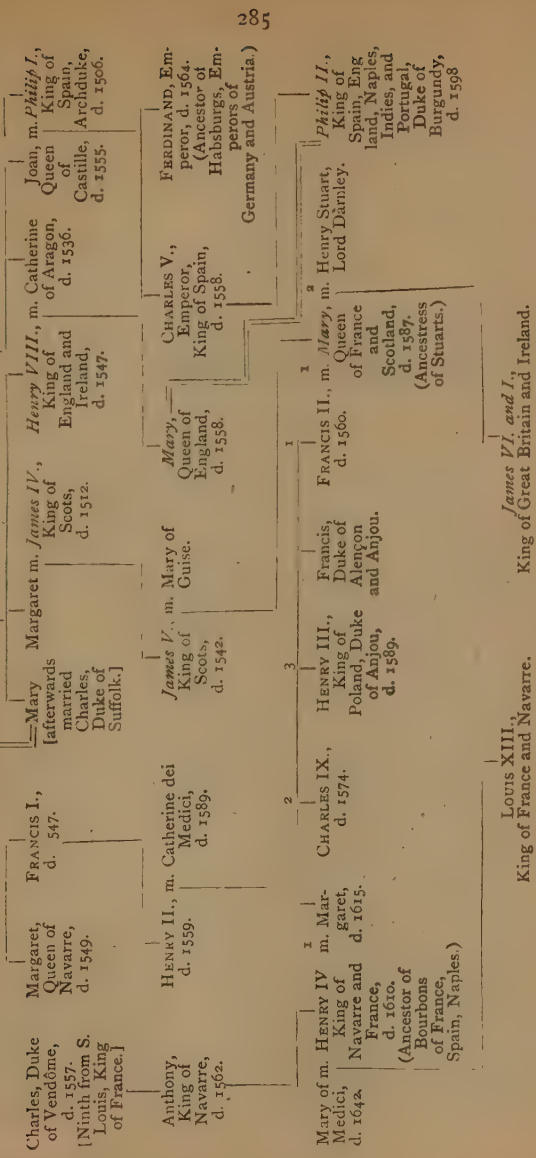 285
Charles, Duke
of Vendôme,
d. 1557.
[Ninth from S.
Louis, King
of France.]
Margaret,
Queen of
Navarre,
d. 1549.
FRANCIS I.,
d. 547.
Mary
[afterwards
married
Charles,
Duke of
Suffolk.]
Margaret m. James IV.,
King of
Scots,
d. 1512.
Henry VIII., m. Catherine
King of
England and
Ireland,
d. 1547.
of Aragon,
d. 1536.
Joan, m. Philip I.,
Queen
of
Castille,
d. 1555.
King of
Spain,
Archduke,
d. 1506.
Anthony,
King of
Navarre,
d. 1562.
HENRY II., m. Catherine dei
d. 1559.
Medici,
d. 1589.
James V., m. Mary of
King of
Scots,
d. 1542.
Guise.
Mary,
Queen of
England,
d. 1558.
CHARLES V.,
Emperor,
King of Spain,
d. 1558.
FERDINAND, Em-
peror, d. 1564.
(Ancestor of
Habsburgs, Em-
perors of
Germany and Austria.)
Mary of m. HENRY IV m. Mar-
Medici,
d. 1642.
1
King of
Navarre and
France,
d. 1610.
(Ancestor of
Bourbons
of France,
Spain, Naples.)
garet,
d. 1615.
2
CHARLES IX.,
d. 1574.
3
HENRY III.,
King of
Poland, Duke
of Anjou,
d. 1589.
Francis,
Duke of
Alençon
and Anjou.
1
FRANCIS II., m. Mary, m. Henry Stuart,
d. 1560.
1
2
Queen
of France
and
Scotland,
d. 1587.
(Ancestress
of Stuarts.)
Lord Darnley.
Philip II.,
King of
Spain, Eng
land, Naples,
Indies, and
Portugal,
Duke of
Burgundy,
d. 1598
LOUIS XIII.,
King of France and Navarre.
James VI. and I.,
King of Great Britain and Ireland.